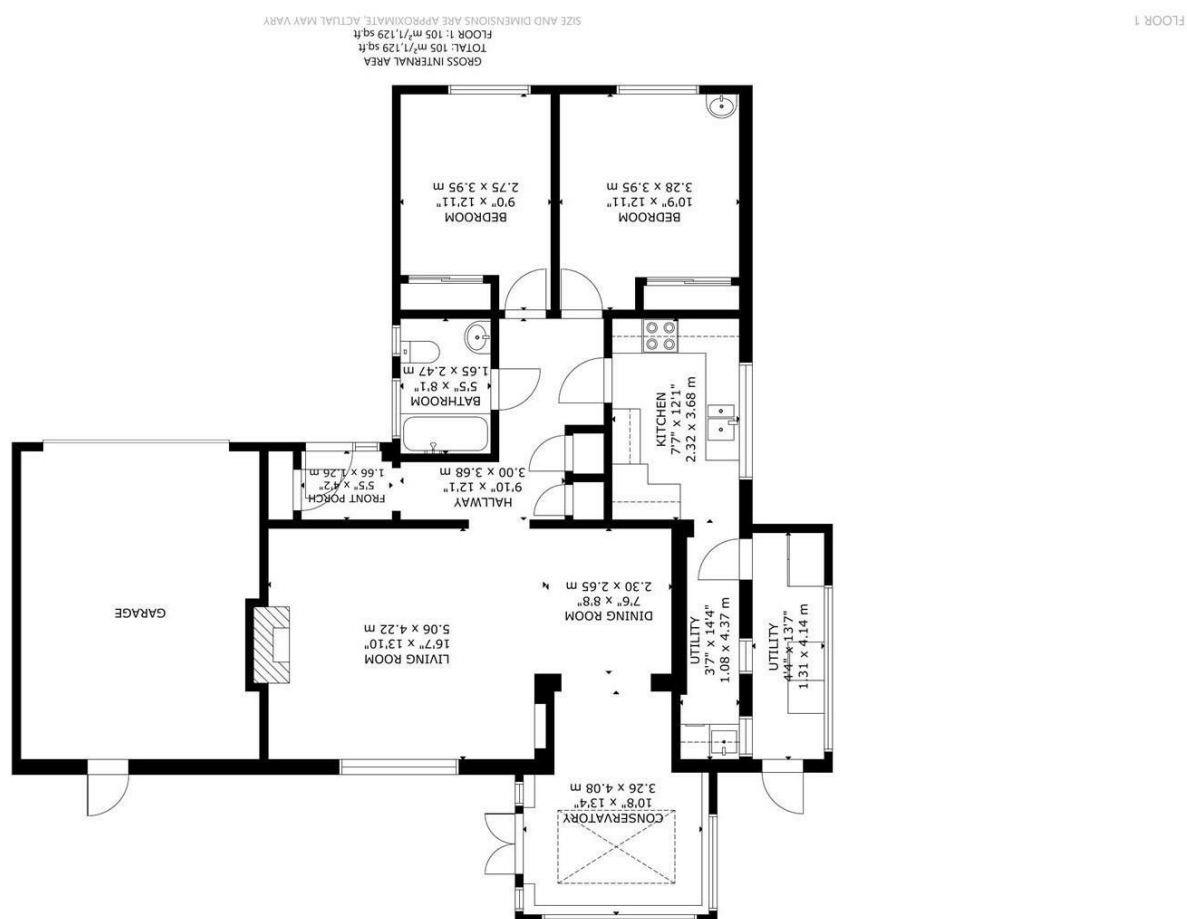 FLOOR 1
GROSS INTERNAL AREA
TOTAL: 105 m²/1,129 sq.ft
FLOOR 1: 105 m²/1,129 sq.ft
SIZE AND DIMENSIONS ARE APPROXIMATE, ACTUAL MAY VARY
BEDROOM
9'0" x 12'11"
2.75 x 3.95 m
BEDROOM
10'9" x 12'11"
3.28 x 3.95 m
BATHROOM
5'5" x 8'1"
1.65 x 2.47 m
KITCHEN
7'7" x 12'1"
2.32 x 3.68 m
FRONT PORCH
5'5" x 4'2"
1.66 x 1.26 m
HALLWAY
9'10" x 12'1"
3.00 x 3.68 m
GARAGE
LIVING ROOM
16'7" x 13'10"
5.06 x 4.22 m
DINING ROOM
7'6" x 8'8"
2.30 x 2.65 m
UTILITY
3'7" x 14'4"
1.08 x 4.37 m
UTILITY
4'4" x 13'7"
1.31 x 4.14 m
CONSERVATORY
10'8" x 13'4"
3.26 x 4.08 m